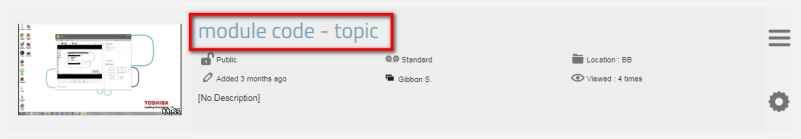 module code - topic
Public
Standard
Location : BB
Added 3 months ago
Gibbon S.
Viewed : 4 times
[No Description]
TOSHIBA